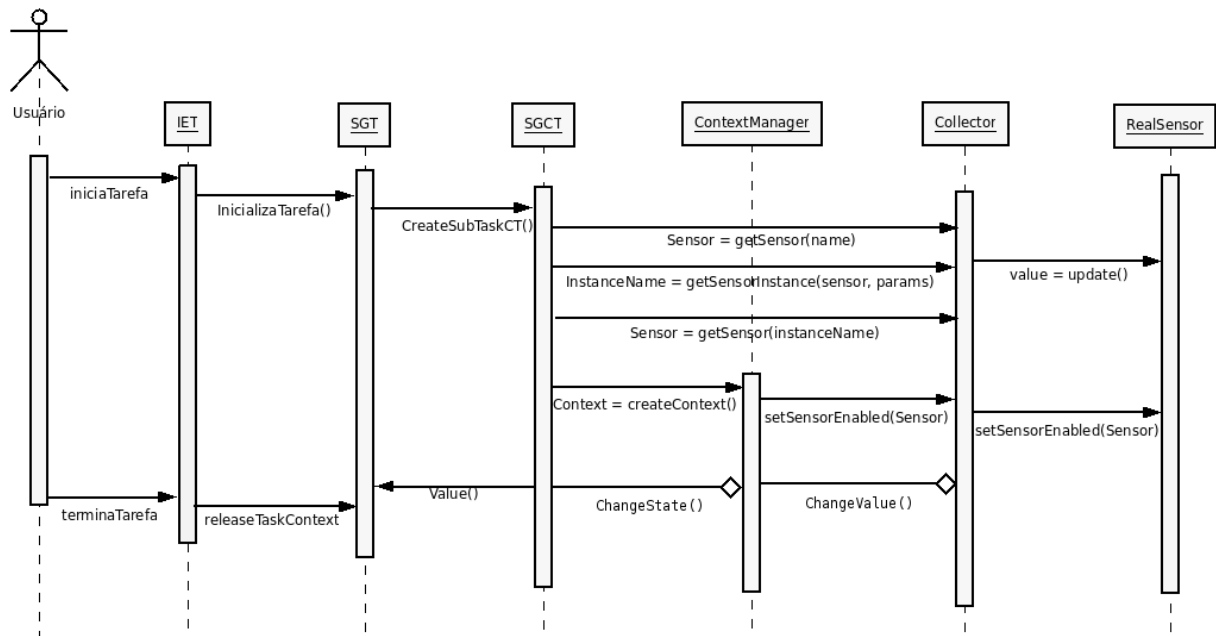 Usuário
IET
SGT
SGCT
ContextManager
Collector
RealSensor
iniciaTarefa
InicializaTarefa()
CreateSubTaskCT()
Sensor = getSensor(name)
InstanceName = getSensorInstance(sensor, params)
value = update()
Sensor = getSensor(instanceName)
Context = createContext()
setSensorEnabled(Sensor)
setSensorEnabled(Sensor)
Value()
ChangeState()
ChangeValue()
terminaTarefa
releaseTaskContext